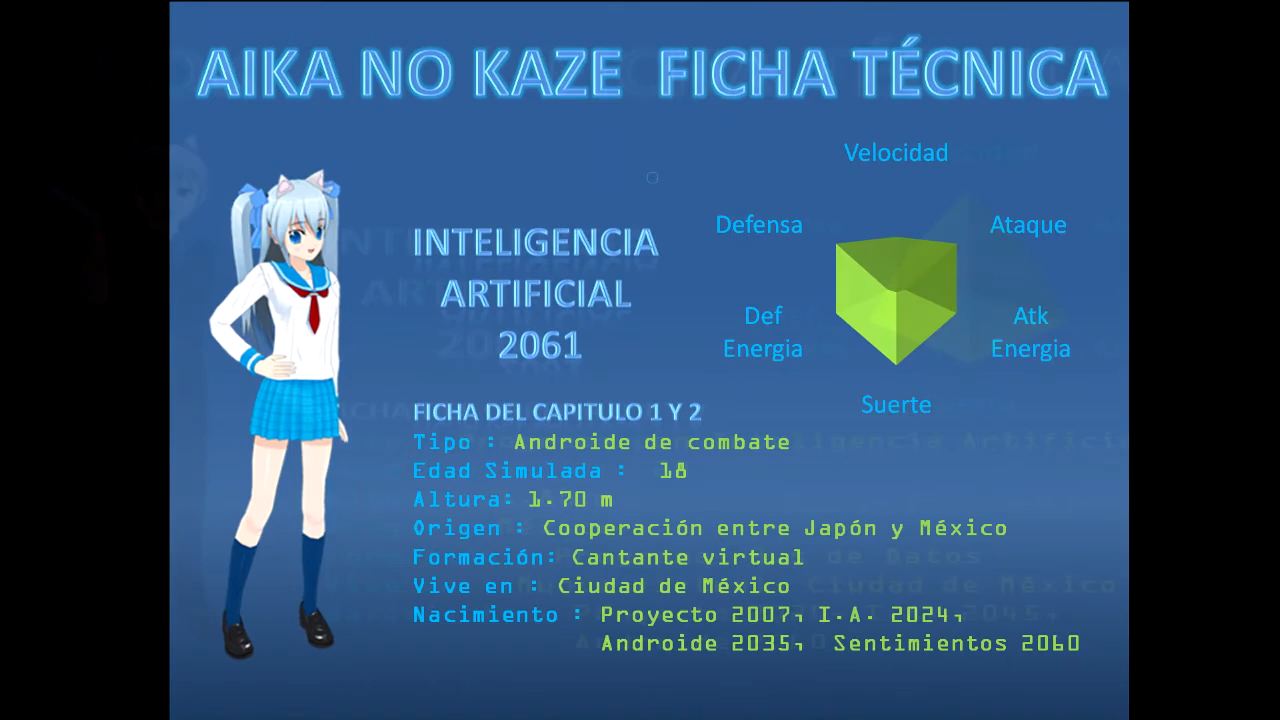 AIKA NO KAZE FICHA TÉCNICA
Velocidad
Defensa
Ataque
INTELIGENCIA
ARTIFICIAL
2061
Def
Energia
Atk
Energia
Suerte
FICHA DEL CAPITULO 1 Y 2
Tipo : Androide de combate
Edad Simulada : 18
Altura: 1.70 m
Origen : Cooperación entre Japón y México
Formación: Cantante virtual
Vive en : Ciudad de México
Nacimiento : Proyecto 2007, I.A. 2024,
Androide 2035, Sentimientos 2060